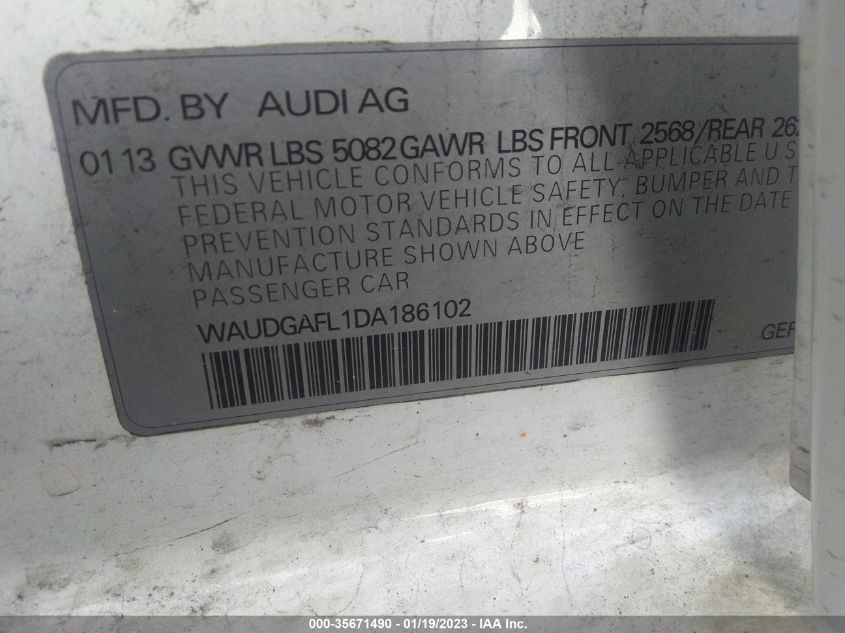 MFD. BY AUDI AG
01 13 GVWR LBS 5082 GAWR LBS FRONT 2568/REAR 262
THIS VEHICLE CONFORMS TO ALL APPLICABLE U.S
FEDERAL MOTOR VEHICLE SAFETY, BUMPER AND T
PREVENTION STANDARDS IN EFFECT ON THE DATE
MANUFACTURE SHOWN ABOVE
PASSENGER CAR
WAUDGAFL1DA186102
GER
000-35671490 - 01/19/2023 - IAA Inc.